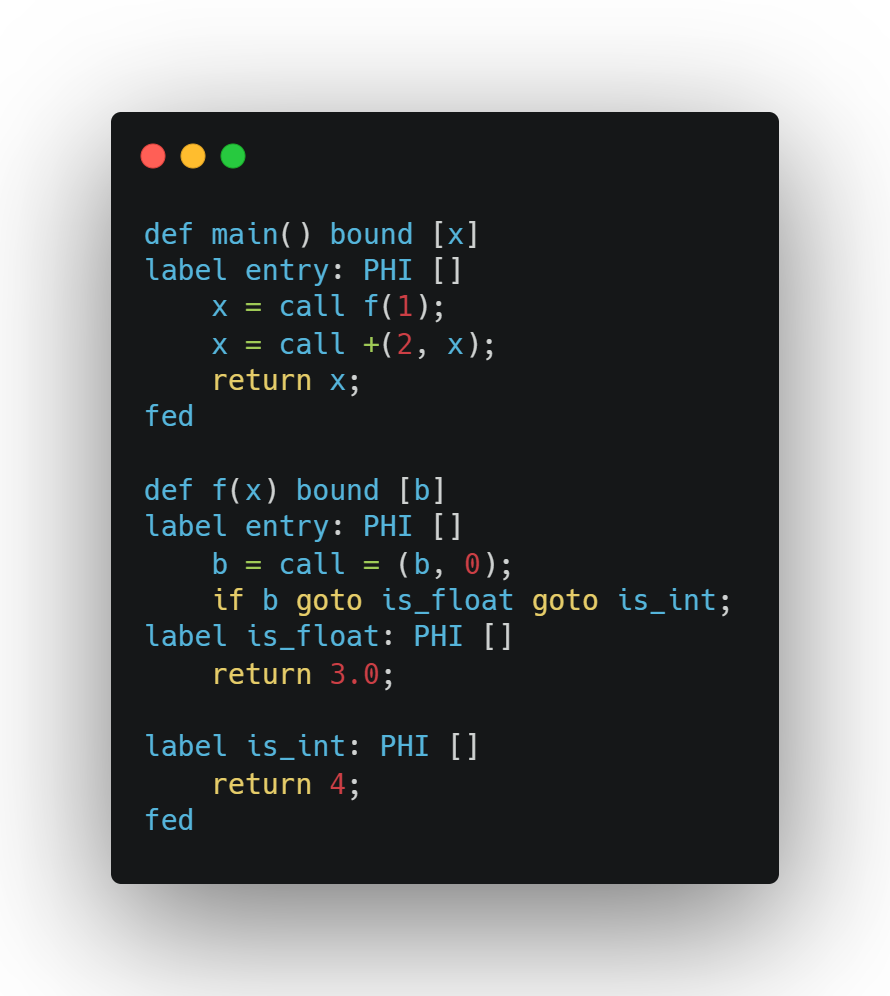 def main() bound [x]
label entry: PHI []
    x = call f(1);
    x = call +(2, x);
    return x;
fed

def f(x) bound [b]
label entry: PHI []
    b = call = (b, 0);
    if b goto is_float goto is_int;
label is_float: PHI []
    return 3.0;

label is_int: PHI []
    return 4;
fed